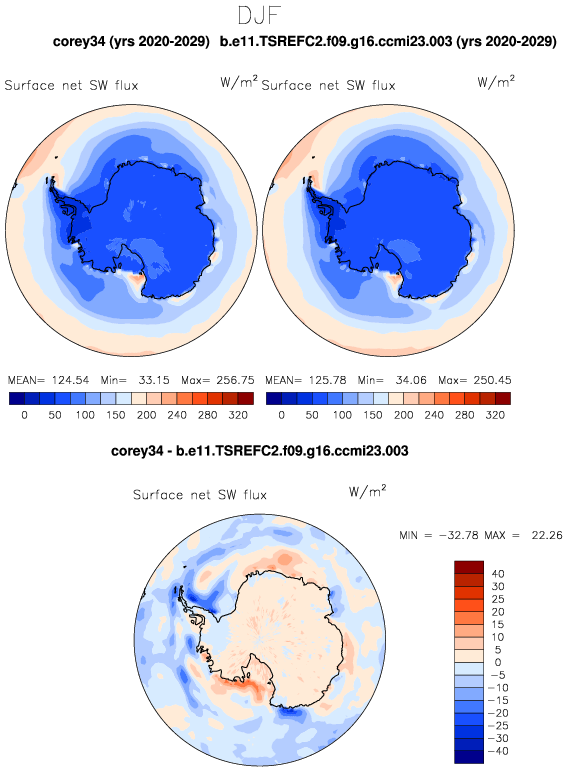 DJF
corey34 (yrs 2020-2029) b.e11.TSREFC2.f09.g16.ccmi23.003 (yrs 2020-2029)
Surface net SW flux W/m² Surface net SW flux W/m²
MEAN= 124.54 Min= 33.15 Max= 256.75 MEAN= 125.78 Min= 34.06 Max= 250.45
0 50 100 150 200 240 280 320 0 50 100 150 200 240 280 320
corey34 - b.e11.TSREFC2.f09.g16.ccmi23.003
Surface net SW flux W/m²
MIN = −32.78 MAX = 22.26
40
30
25
20
15
10
5
0
−5
−10
−15
−20
−25
−30
−40